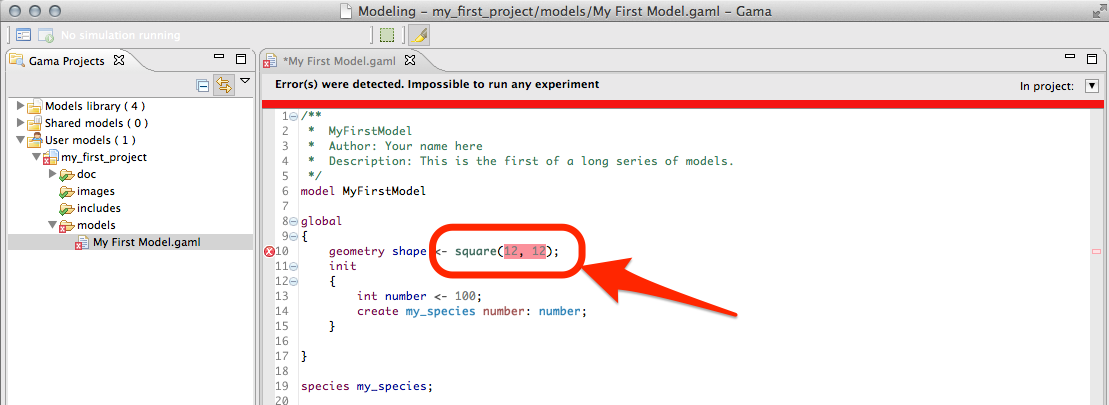 Modeling – my_first_project/models/My First Model.gaml – Gama
No simulation running
Gama Projects
*My First Model.gaml
Error(s) were detected. Impossible to run any experiment
In project:
Models library ( 4 )
Shared models ( 0 )
User models ( 1 )
my_first_project
doc
images
includes
models
My First Model.gaml
1 /**
2 * MyFirstModel
3 * Author: Your name here
4 * Description: This is the first of a long series of models.
5 */
6 model MyFirstModel
7
8 global
9 {
10 geometry shape <- square(12, 12);
11 init
12 {
13 int number <- 100;
14 create my_species number: number;
15 }
16
17 }
18
19 species my_species;
20